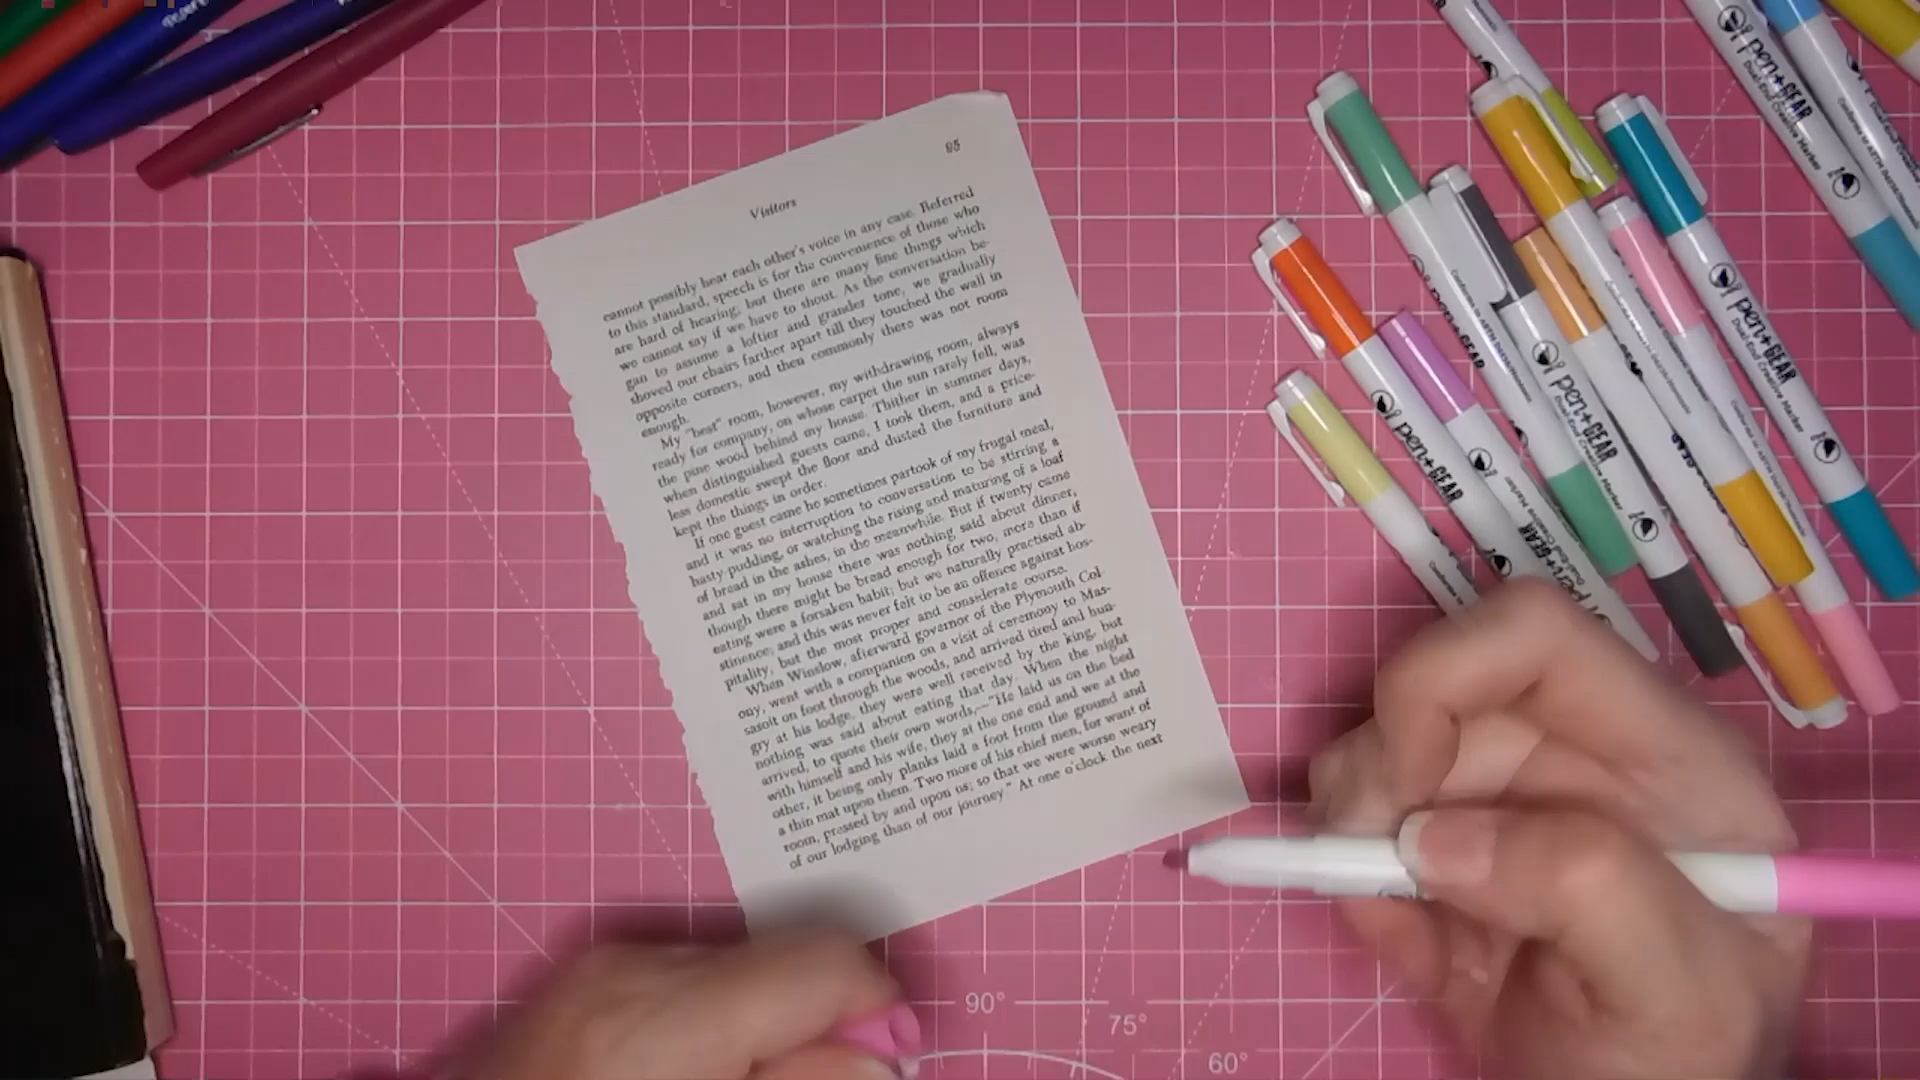 95
Visitors
cannot possibly hear each other's voice in any case. Referred
to this standard, speech is for the convenience of those who
are hard of hearing; but there are many fine things which
we cannot say if we have to shout. As the conversation be-
gan to assume a loftier and grander tone, we gradually
shoved our chairs farther apart till they touched the wall in
opposite corners, and then commonly there was not room
enough.
My "best" room, however, my withdrawing room, always
ready for company, on whose carpet the sun rarely fell, was
the pine wood behind my house. Thither in summer days,
when distinguished guests came, I took them, and a price-
less domestic swept the floor and dusted the furniture and
kept the things in order.
If one guest came he sometimes partook of my frugal meal,
and it was no interruption to conversation to be stirring a
hasty-pudding, or watching the rising and maturing of a loaf
of bread in the ashes, in the meanwhile. But if twenty came
and sat in my house there was nothing said about dinner,
though there might be bread enough for two, more than if
eating were a forsaken habit; but we naturally practised ab-
stinence; and this was never felt to be an offence against hos-
pitality, but the most proper and considerate course.
When Winslow, afterward governor of the Plymouth Col-
ony, went with a companion on a visit of ceremony to Mas-
sasoit on foot through the woods, and arrived tired and hun-
gry at his lodge, they were well received by the king, but
nothing was said about eating that day. When the night
arrived, to quote their own words,—"He laid us on the bed
with himself and his wife, they at the one end and we at the
other, it being only planks laid a foot from the ground and
a thin mat upon them. Two more of his chief men, for want of
room, pressed by and upon us; so that we were worse weary
of our lodging than of our journey." At one o'clock the next
pen+GEAR
Dual-End Creative Marker
pen+GEAR
Dual-End Creative Marker
pen+GEAR
pen+GEAR
90°
75°
60°